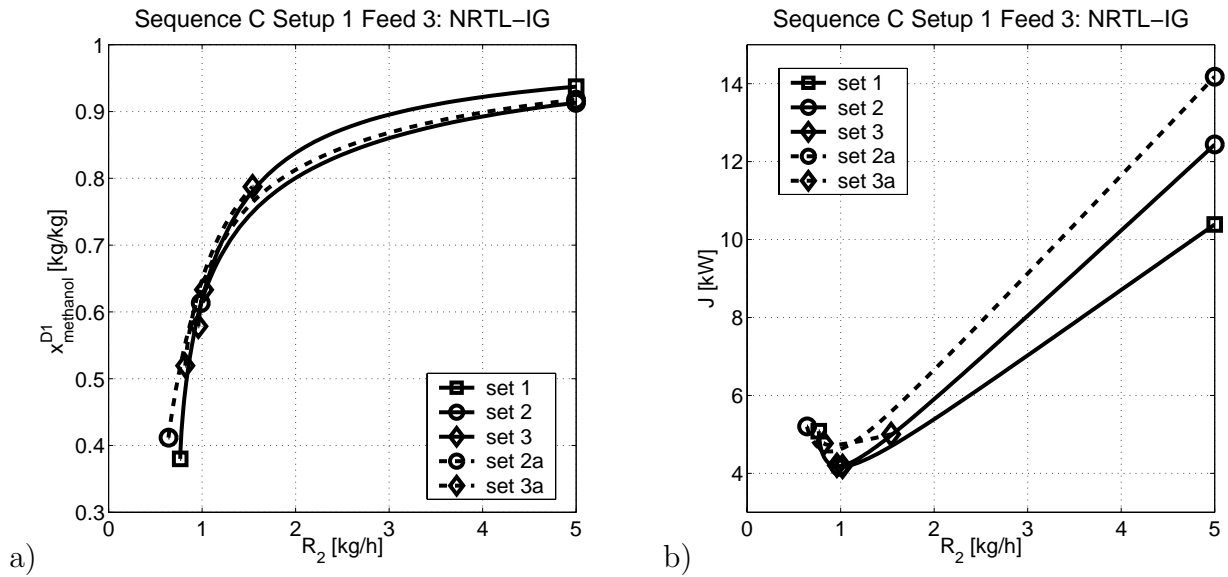 Sequence C Setup 1 Feed 3: NRTL−IG
1
0.9
0.8
0.7
0.6
0.5
0.4
0.3
x^{D1}_{methanol} [kg/kg]
set 1
set 2
set 3
set 2a
set 3a
0 1 2 3 4 5
R_2 [kg/h]
a)
Sequence C Setup 1 Feed 3: NRTL−IG
14
12
10
8
6
4
J [kW]
set 1
set 2
set 3
set 2a
set 3a
0 1 2 3 4 5
R_2 [kg/h]
b)